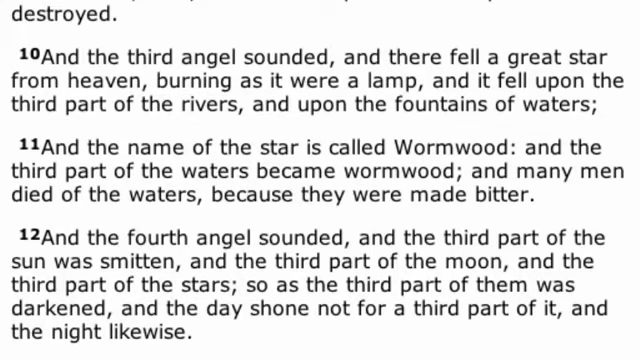 destroyed.
10And the third angel sounded, and there fell a great star
from heaven, burning as it were a lamp, and it fell upon the
third part of the rivers, and upon the fountains of waters;
11And the name of the star is called Wormwood: and the
third part of the waters became wormwood; and many men
died of the waters, because they were made bitter.
12And the fourth angel sounded, and the third part of the
sun was smitten, and the third part of the moon, and the
third part of the stars; so as the third part of them was
darkened, and the day shone not for a third part of it, and
the night likewise.